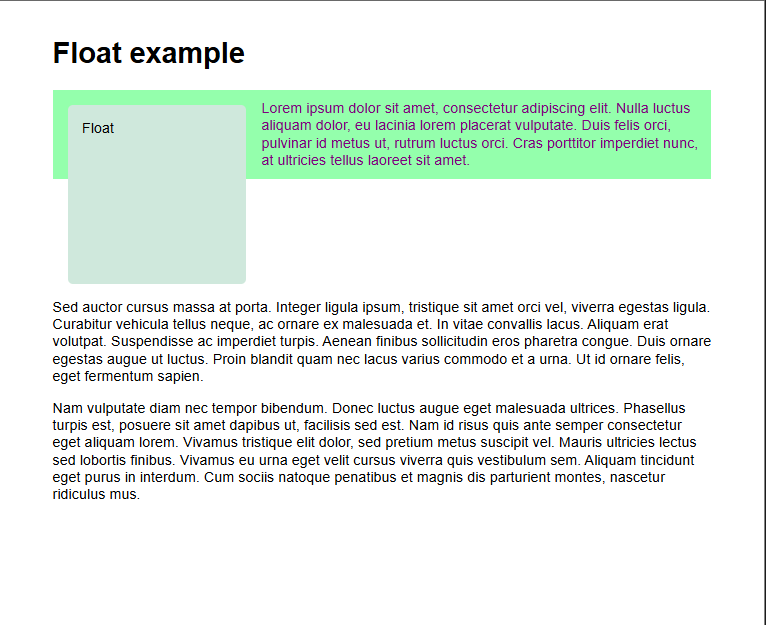 Float example
Float
Lorem ipsum dolor sit amet, consectetur adipiscing elit. Nulla luctus
aliquam dolor, eu lacinia lorem placerat vulputate. Duis felis orci,
pulvinar id metus ut, rutrum luctus orci. Cras porttitor imperdiet nunc,
at ultricies tellus laoreet sit amet.
Sed auctor cursus massa at porta. Integer ligula ipsum, tristique sit amet orci vel, viverra egestas ligula.
Curabitur vehicula tellus neque, ac ornare ex malesuada et. In vitae convallis lacus. Aliquam erat
volutpat. Suspendisse ac imperdiet turpis. Aenean finibus sollicitudin eros pharetra congue. Duis ornare
egestas augue ut luctus. Proin blandit quam nec lacus varius commodo et a urna. Ut id ornare felis,
eget fermentum sapien.
Nam vulputate diam nec tempor bibendum. Donec luctus augue eget malesuada ultrices. Phasellus
turpis est, posuere sit amet dapibus ut, facilisis sed est. Nam id risus quis ante semper consectetur
eget aliquam lorem. Vivamus tristique elit dolor, sed pretium metus suscipit vel. Mauris ultricies lectus
sed lobortis finibus. Vivamus eu urna eget velit cursus viverra quis vestibulum sem. Aliquam tincidunt
eget purus in interdum. Cum sociis natoque penatibus et magnis dis parturient montes, nascetur
ridiculus mus.